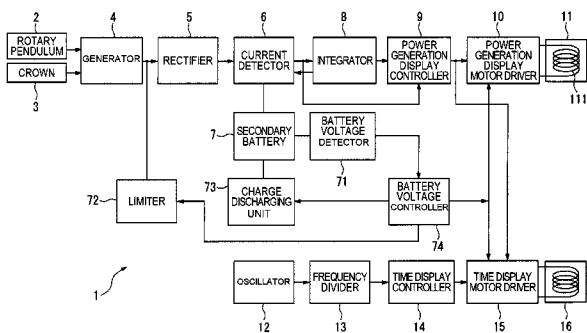 2
4
5
6
8
9
10
11
ROTARY
PENDULUM
GENERATOR
RECTIFIER
CURRENT
DETECTOR
INTEGRATOR
POWER
GENERATION
DISPLAY
CONTROLLER
POWER
GENERATION
DISPLAY
MOTOR DRIVER
CROWN
3
111
7
SECONDARY
BATTERY
BATTERY
VOLTAGE
DETECTOR
71
72
LIMITER
73
CHARGE
DISCHARGING
UNIT
BATTERY
VOLTAGE
CONTROLLER
74
1
OSCILLATOR
FREQUENCY
DIVIDER
TIME DISPLAY
CONTROLLER
TIME DISPLAY
MOTOR DRIVER
12
13
14
15
16